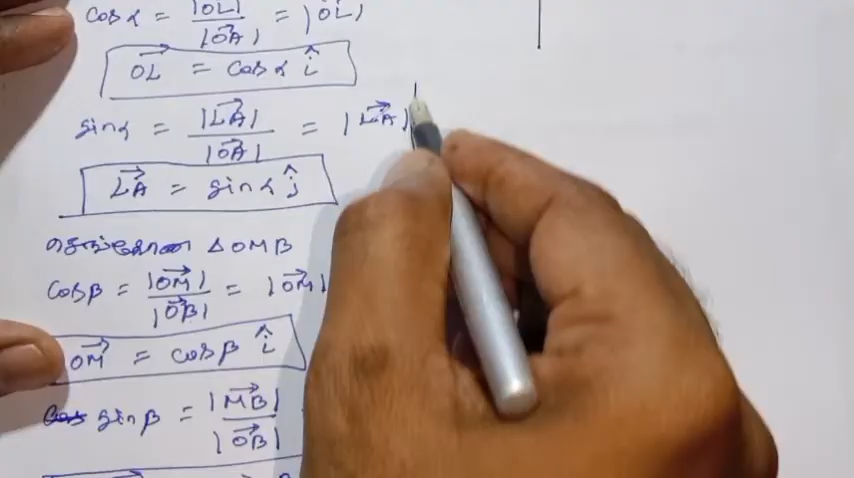 cos α = |OL⃗| / |OA⃗| = |OL⃗|
OL⃗ = cos α î
sin α = |LA⃗| / |OA⃗| = |LA⃗|
LA⃗ = sin α ĵ
செங்கோண Δ OMB
cos β = |OM⃗| / |OB⃗| = |OM⃗|
OM⃗ = cos β î
sin β = |MB⃗| / |OB⃗|